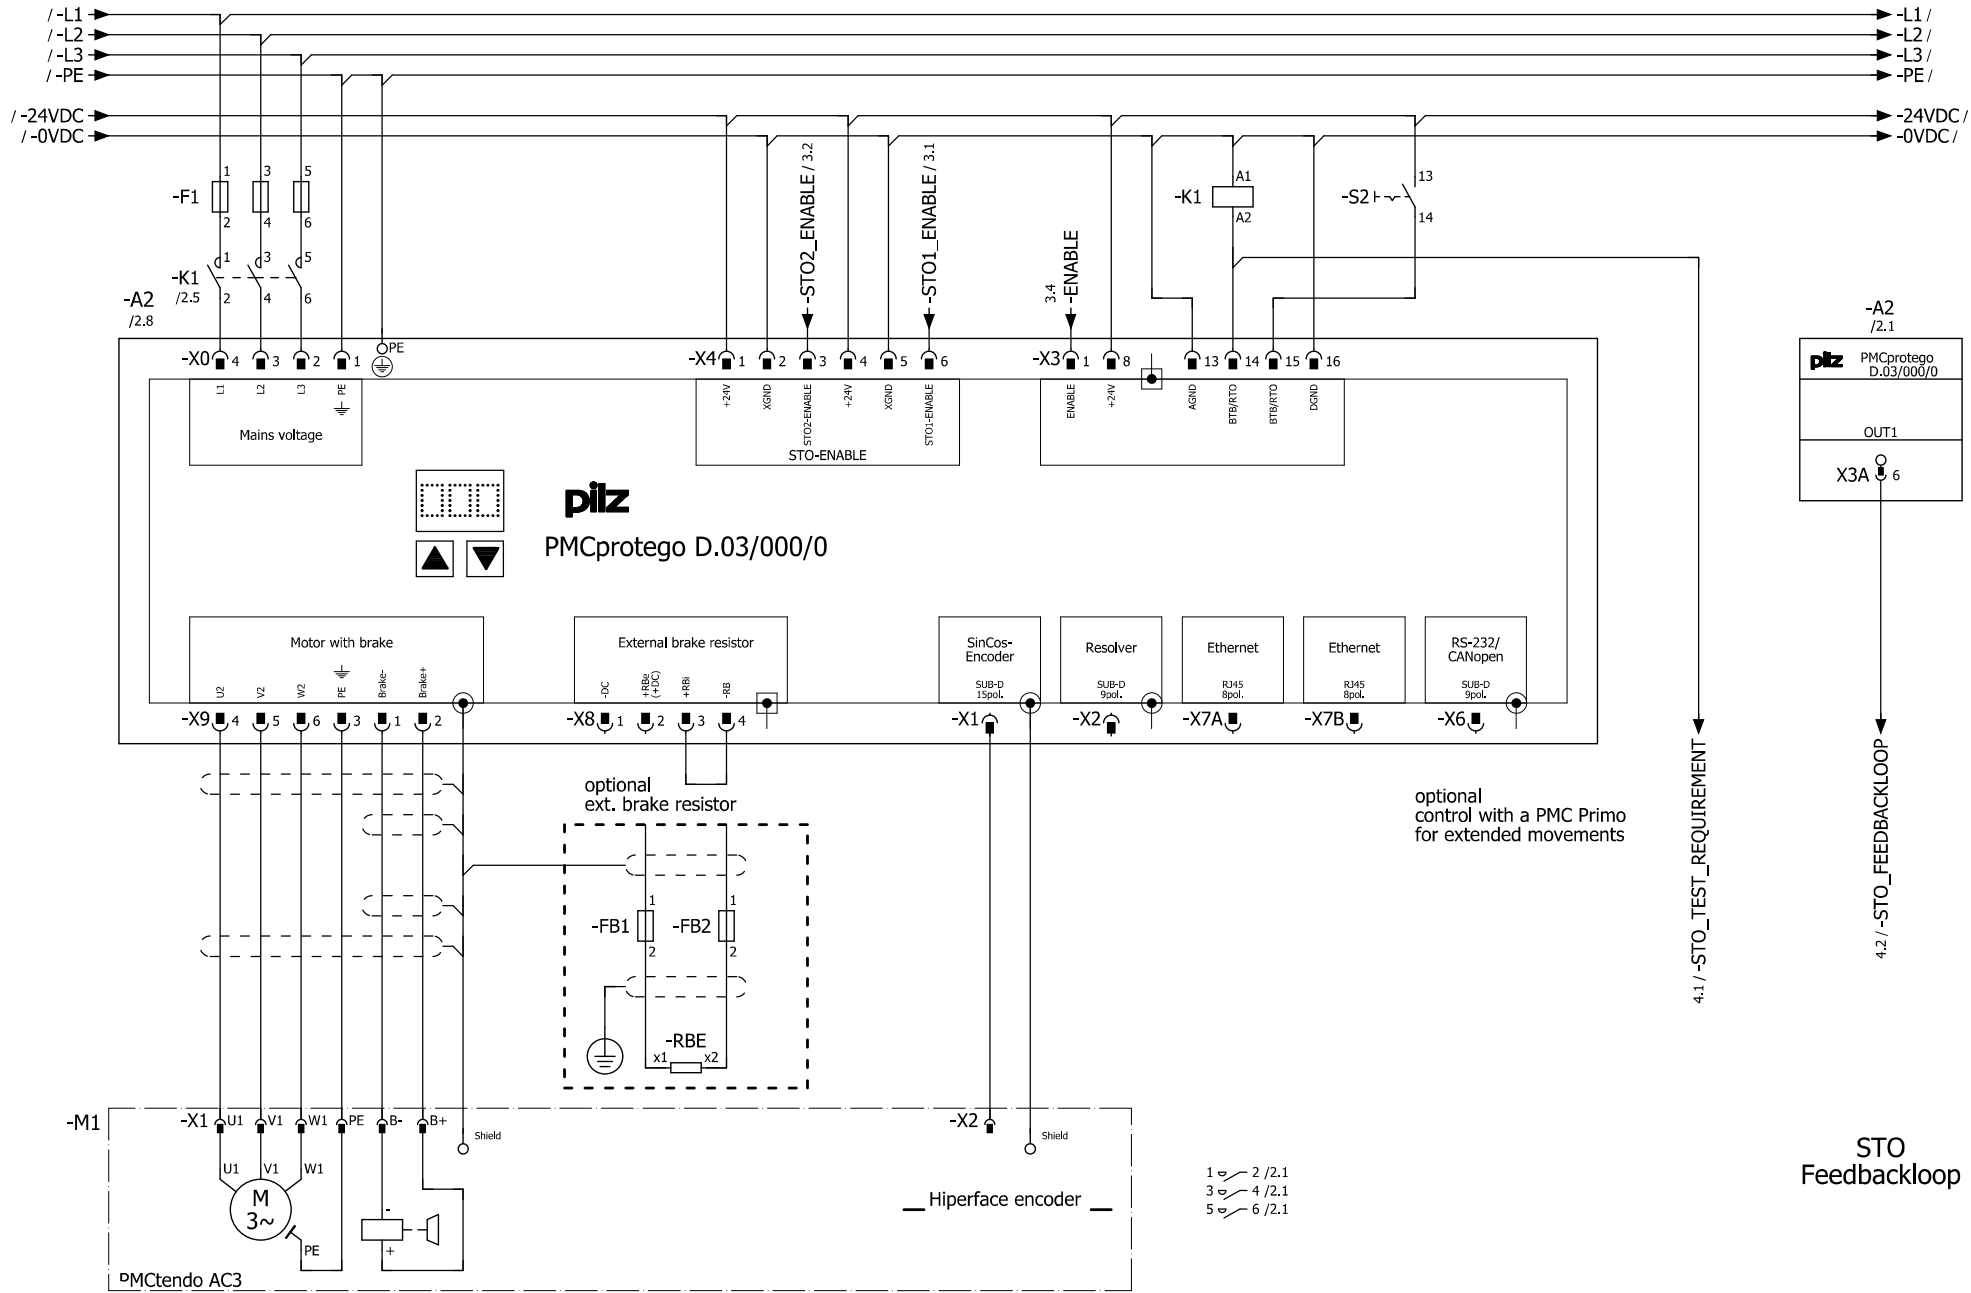 / -L1
-L1 /
/ -L2
-L2 /
/ -L3
-L3 /
/ -PE
-PE /
/ -24VDC
-24VDC /
/ -0VDC
-0VDC /
-F1
1 3 5
2 4 6
-K1
/2.5
1 3 5
2 4 6
-STO2_ENABLE / 3.2
-STO1_ENABLE / 3.1
3.4
-ENABLE
-K1
A1
A2
-S2
13
14
-A2
/2.8
-X0 4 3 2 1
PE
L1 L2 L3 PE
Mains voltage
-X4 1 2 3 4 5 6
+24V XGND STO2-ENABLE +24V XGND STO1-ENABLE
STO-ENABLE
-X3 1 8 13 14 15 16
ENABLE +24V AGND BTB/RTO BTB/RTO DGND
-A2
/2.1
pilz
PMCprotego
D.03/000/0
OUT1
X3A 6
pilz
PMCprotego D.03/000/0
Motor with brake
U2 V2 W2 PE Brake- Brake+
-X9 4 5 6 3 1 2
External brake resistor
-DC +RBe (+DC) +RBi -RB
-X8 1 2 3 4
SinCos-
Encoder
SUB-D
15pol.
-X1
Resolver
SUB-D
9pol.
-X2
Ethernet
RJ45
8pol.
-X7A
Ethernet
RJ45
8pol.
-X7B
RS-232/
CANopen
SUB-D
9pol.
-X6
optional
ext. brake resistor
optional
control with a PMC Primo
for extended movements
4.1 / -STO_TEST_REQUIREMENT
4.2 / -STO_FEEDBACKLOOP
-FB1
1
2
-FB2
1
2
-RBE
x1 x2
-M1
-X1 U1 V1 W1 PE B- B+
Shield
-X2
Shield
U1 V1 W1
M
3~
PE
-
+
Hiperface encoder
1 2 /2.1
3 4 /2.1
5 6 /2.1
STO
Feedbackloop
PMCtendo AC3